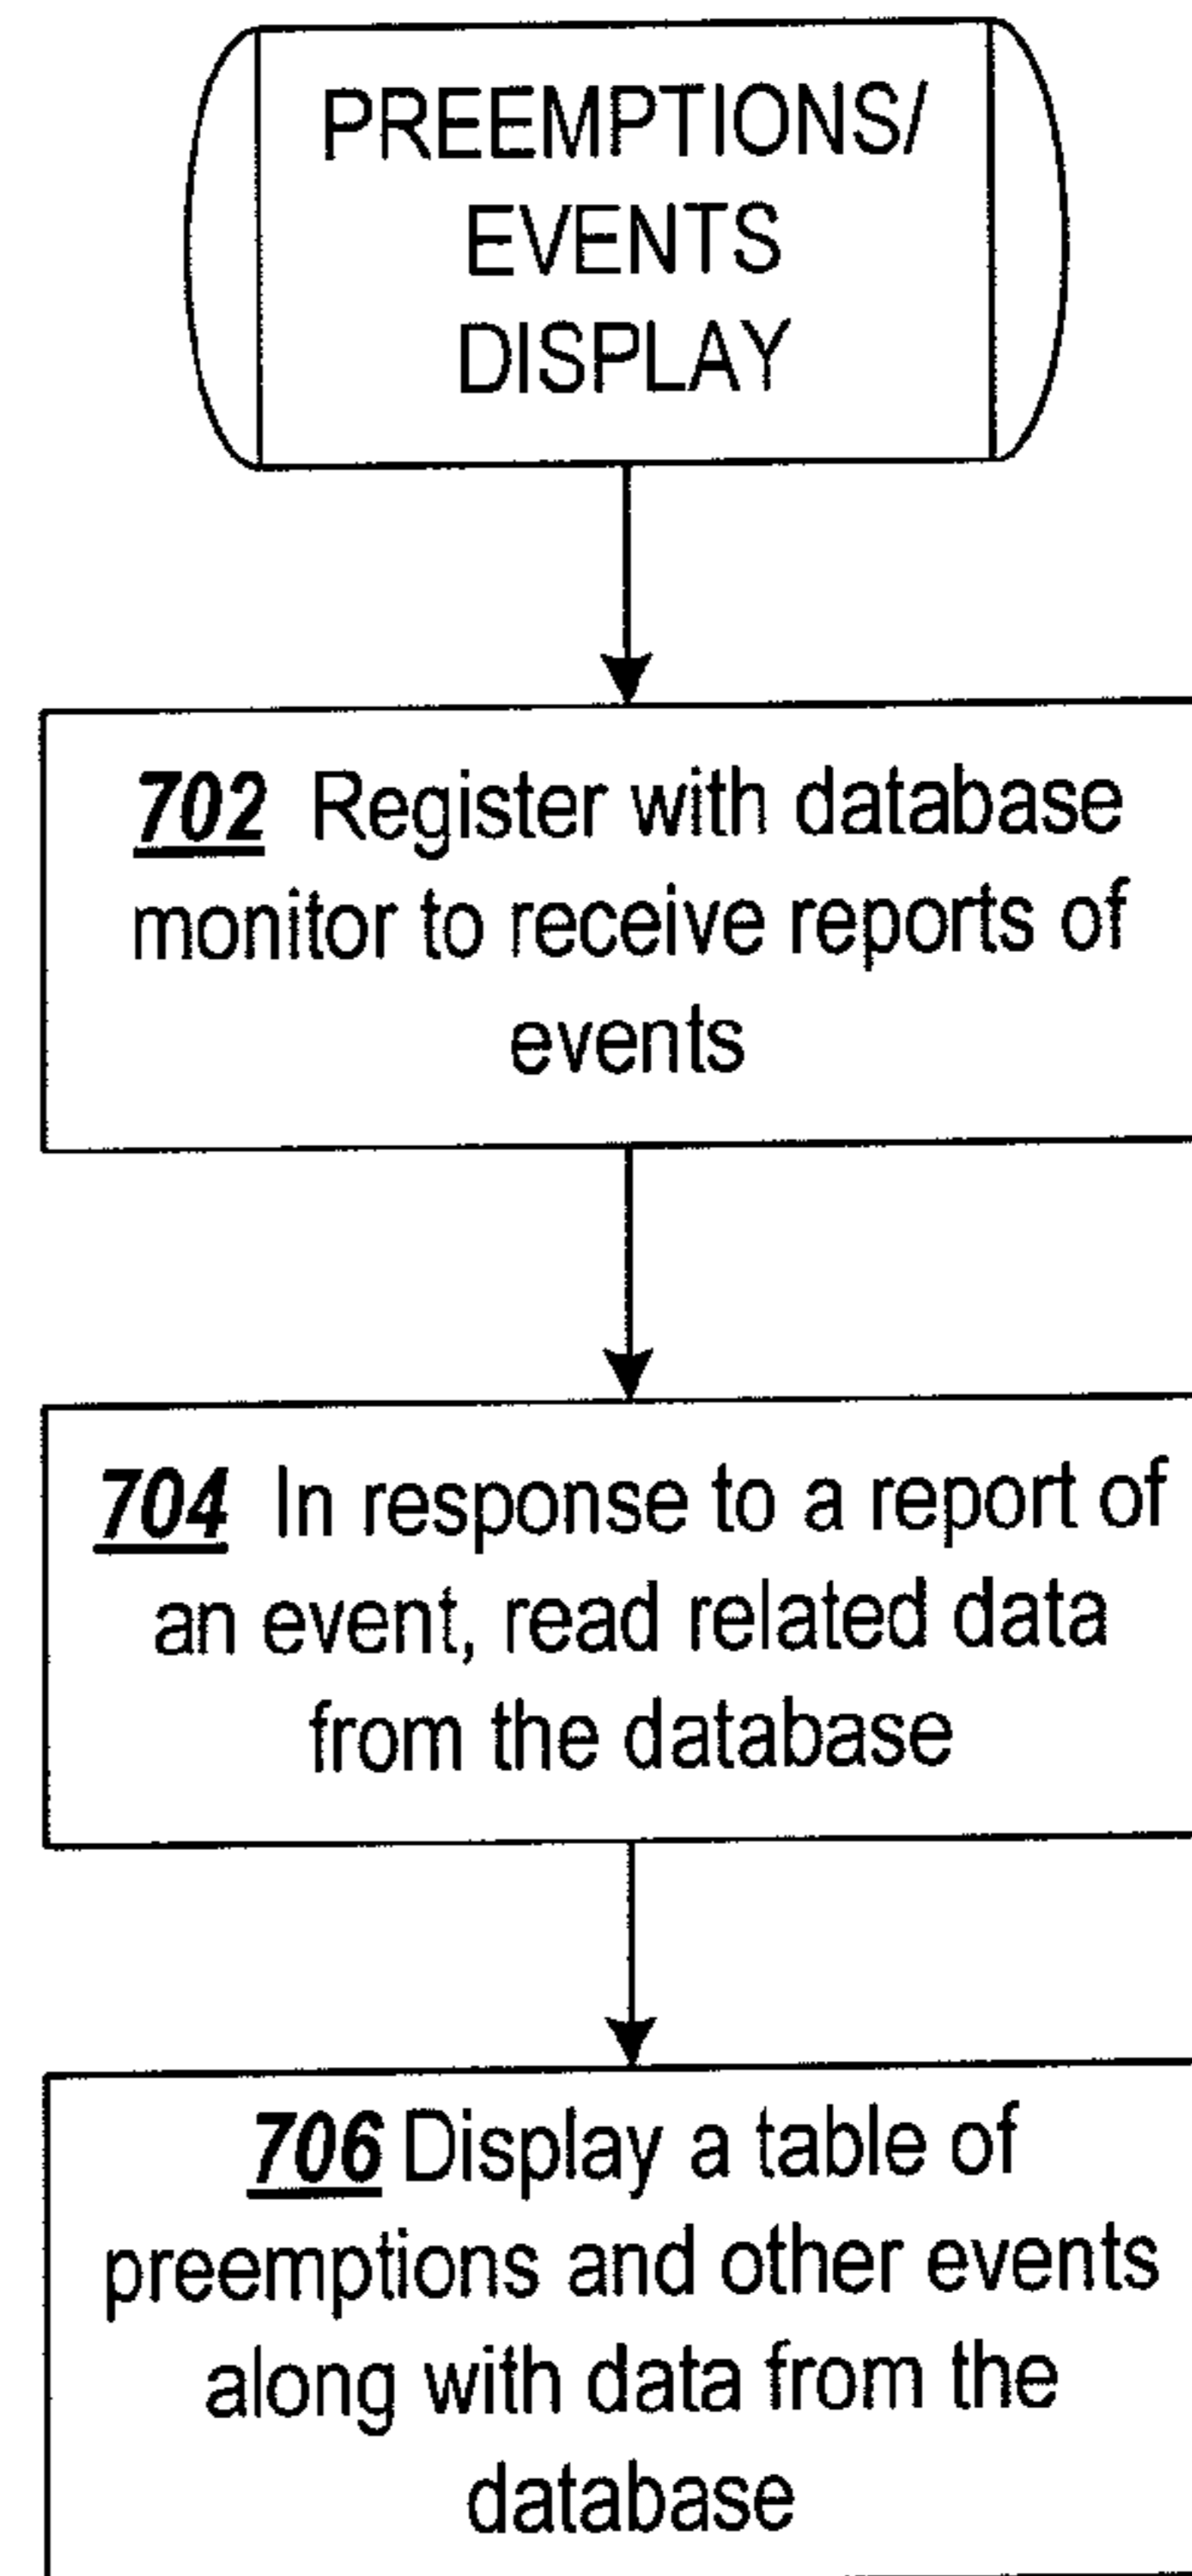 PREEMPTIONS/
EVENTS
DISPLAY
702 Register with database
monitor to receive reports of
events
704 In response to a report of
an event, read related data
from the database
706 Display a table of
preemptions and other events
along with data from the
database